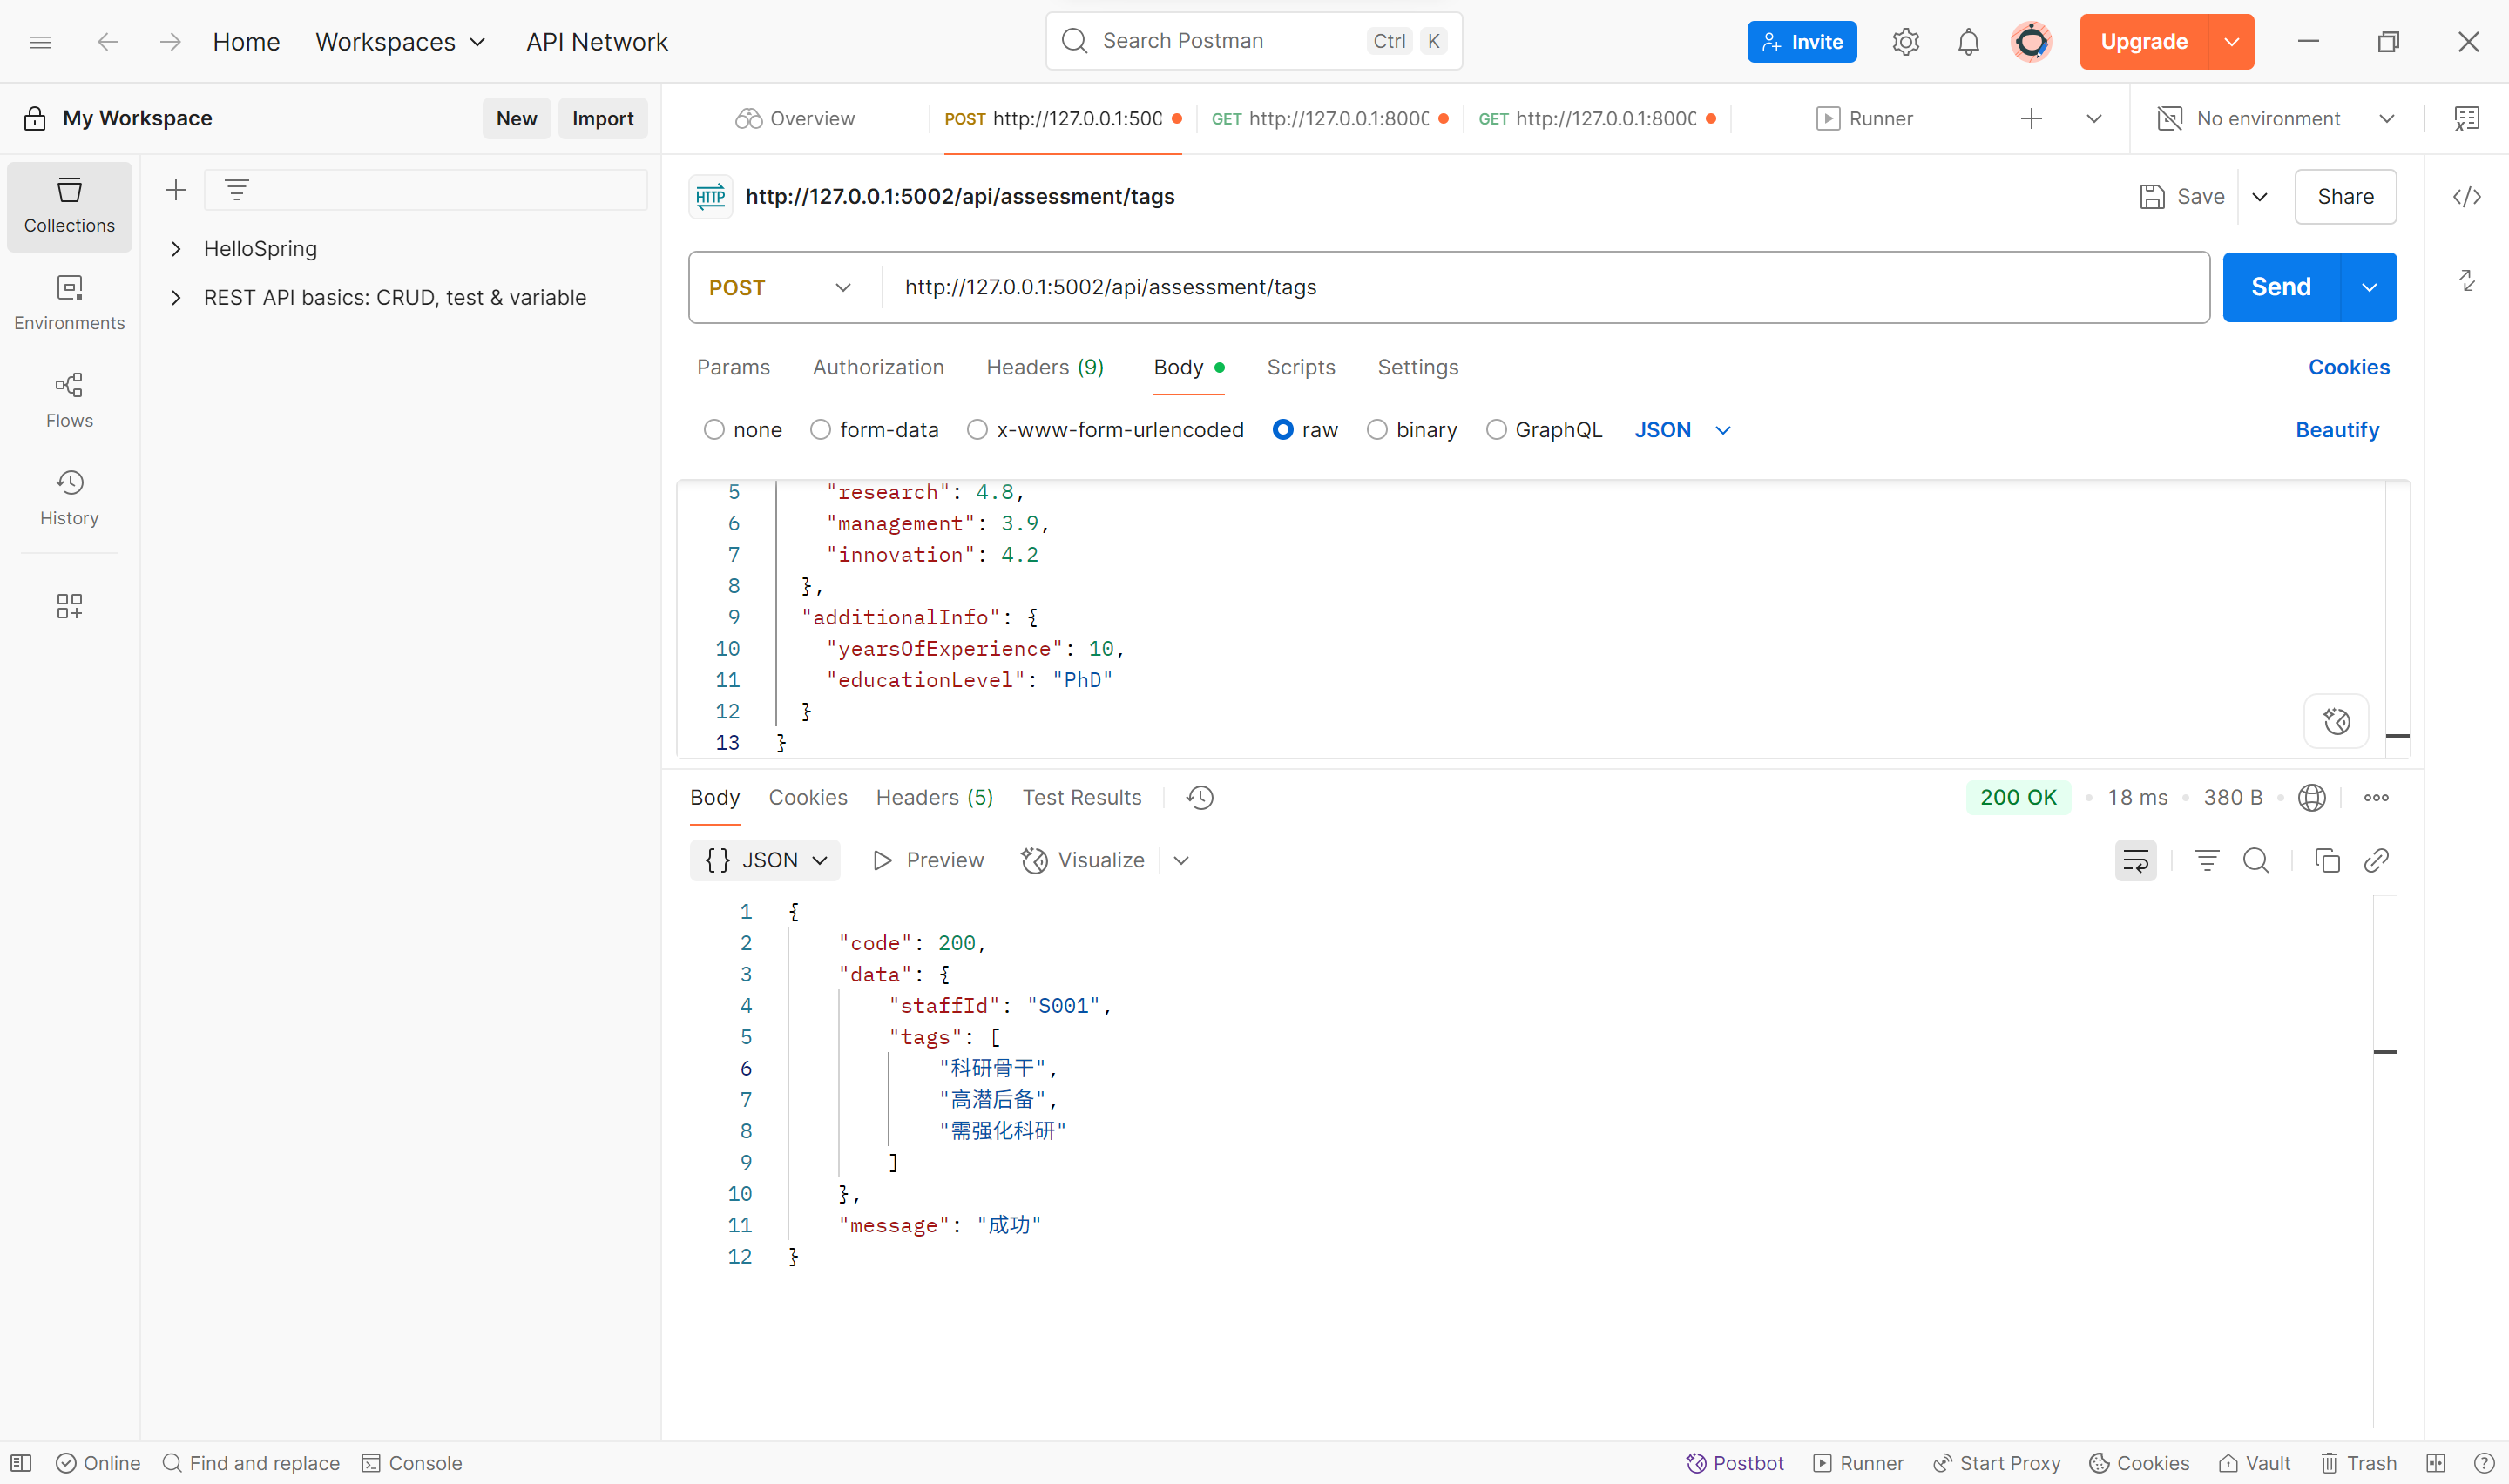 Home
Workspaces
API Network
Search Postman
Ctrl
K
Invite
Upgrade
My Workspace
New
Import
Overview
POST http://127.0.0.1:500
GET http://127.0.0.1:8000
GET http://127.0.0.1:8000
Runner
No environment
Collections
Environments
Flows
History
HelloSpring
REST API basics: CRUD, test & variable
HTTP
http://127.0.0.1:5002/api/assessment/tags
Save
Share
POST
http://127.0.0.1:5002/api/assessment/tags
Send
Params
Authorization
Headers (9)
Body
Scripts
Settings
Cookies
none
form-data
x-www-form-urlencoded
raw
binary
GraphQL
JSON
Beautify
5 "research": 4.8,
6 "management": 3.9,
7 "innovation": 4.2
8 },
9 "additionalInfo": {
10 "yearsOfExperience": 10,
11 "educationLevel": "PhD"
12 }
13 }
Body
Cookies
Headers (5)
Test Results
200 OK
18 ms
380 B
{} JSON
Preview
Visualize
1 {
2 "code": 200,
3 "data": {
4 "staffId": "S001",
5 "tags": [
6 "科研骨干",
7 "高潜后备",
8 "需强化科研"
9 ]
10 },
11 "message": "成功"
12 }
Online
Find and replace
Console
Postbot
Runner
Start Proxy
Cookies
Vault
Trash